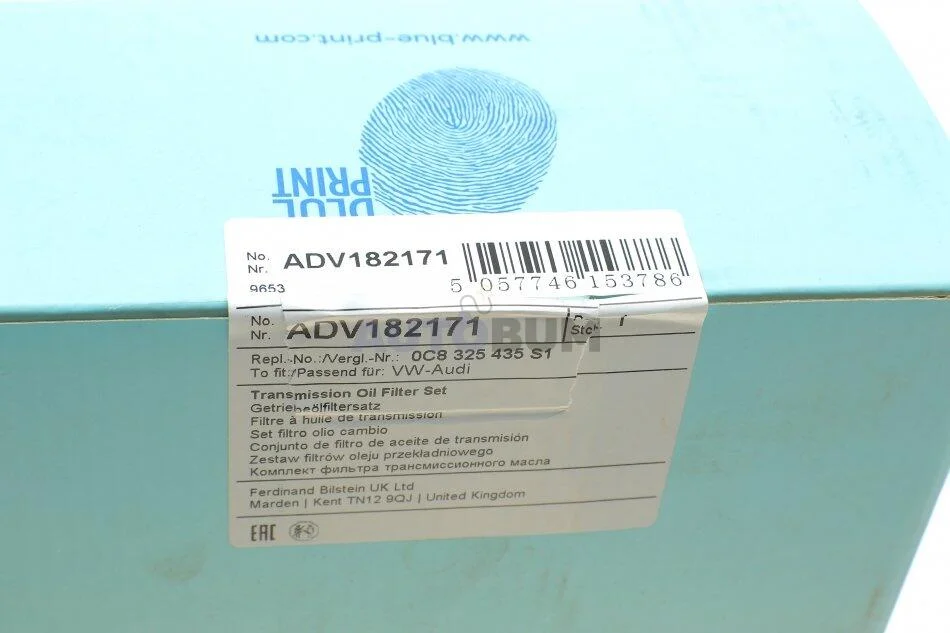 www.blue-print.com
BLUE
PRINT
No.
Nr.
ADV182171
9653
5 057746 153786
No.
Nr.
ADV182171
AUTOBUM
Repl.-No.:/Vergl.-Nr.: 0C8 325 435 S1
To fit:/Passend für: VW-Audi
Transmission Oil Filter Set
Getriebeölfiltersatz
Filtre à huile de transmission
Set filtro olio cambio
Conjunto de filtro de aceite de transmisión
Zestaw filtrów oleju przekładniowego
Комплект фильтра трансмиссионного масла
Ferdinand Bilstein UK Ltd
Marden | Kent TN12 9QJ | United Kingdom
EAC